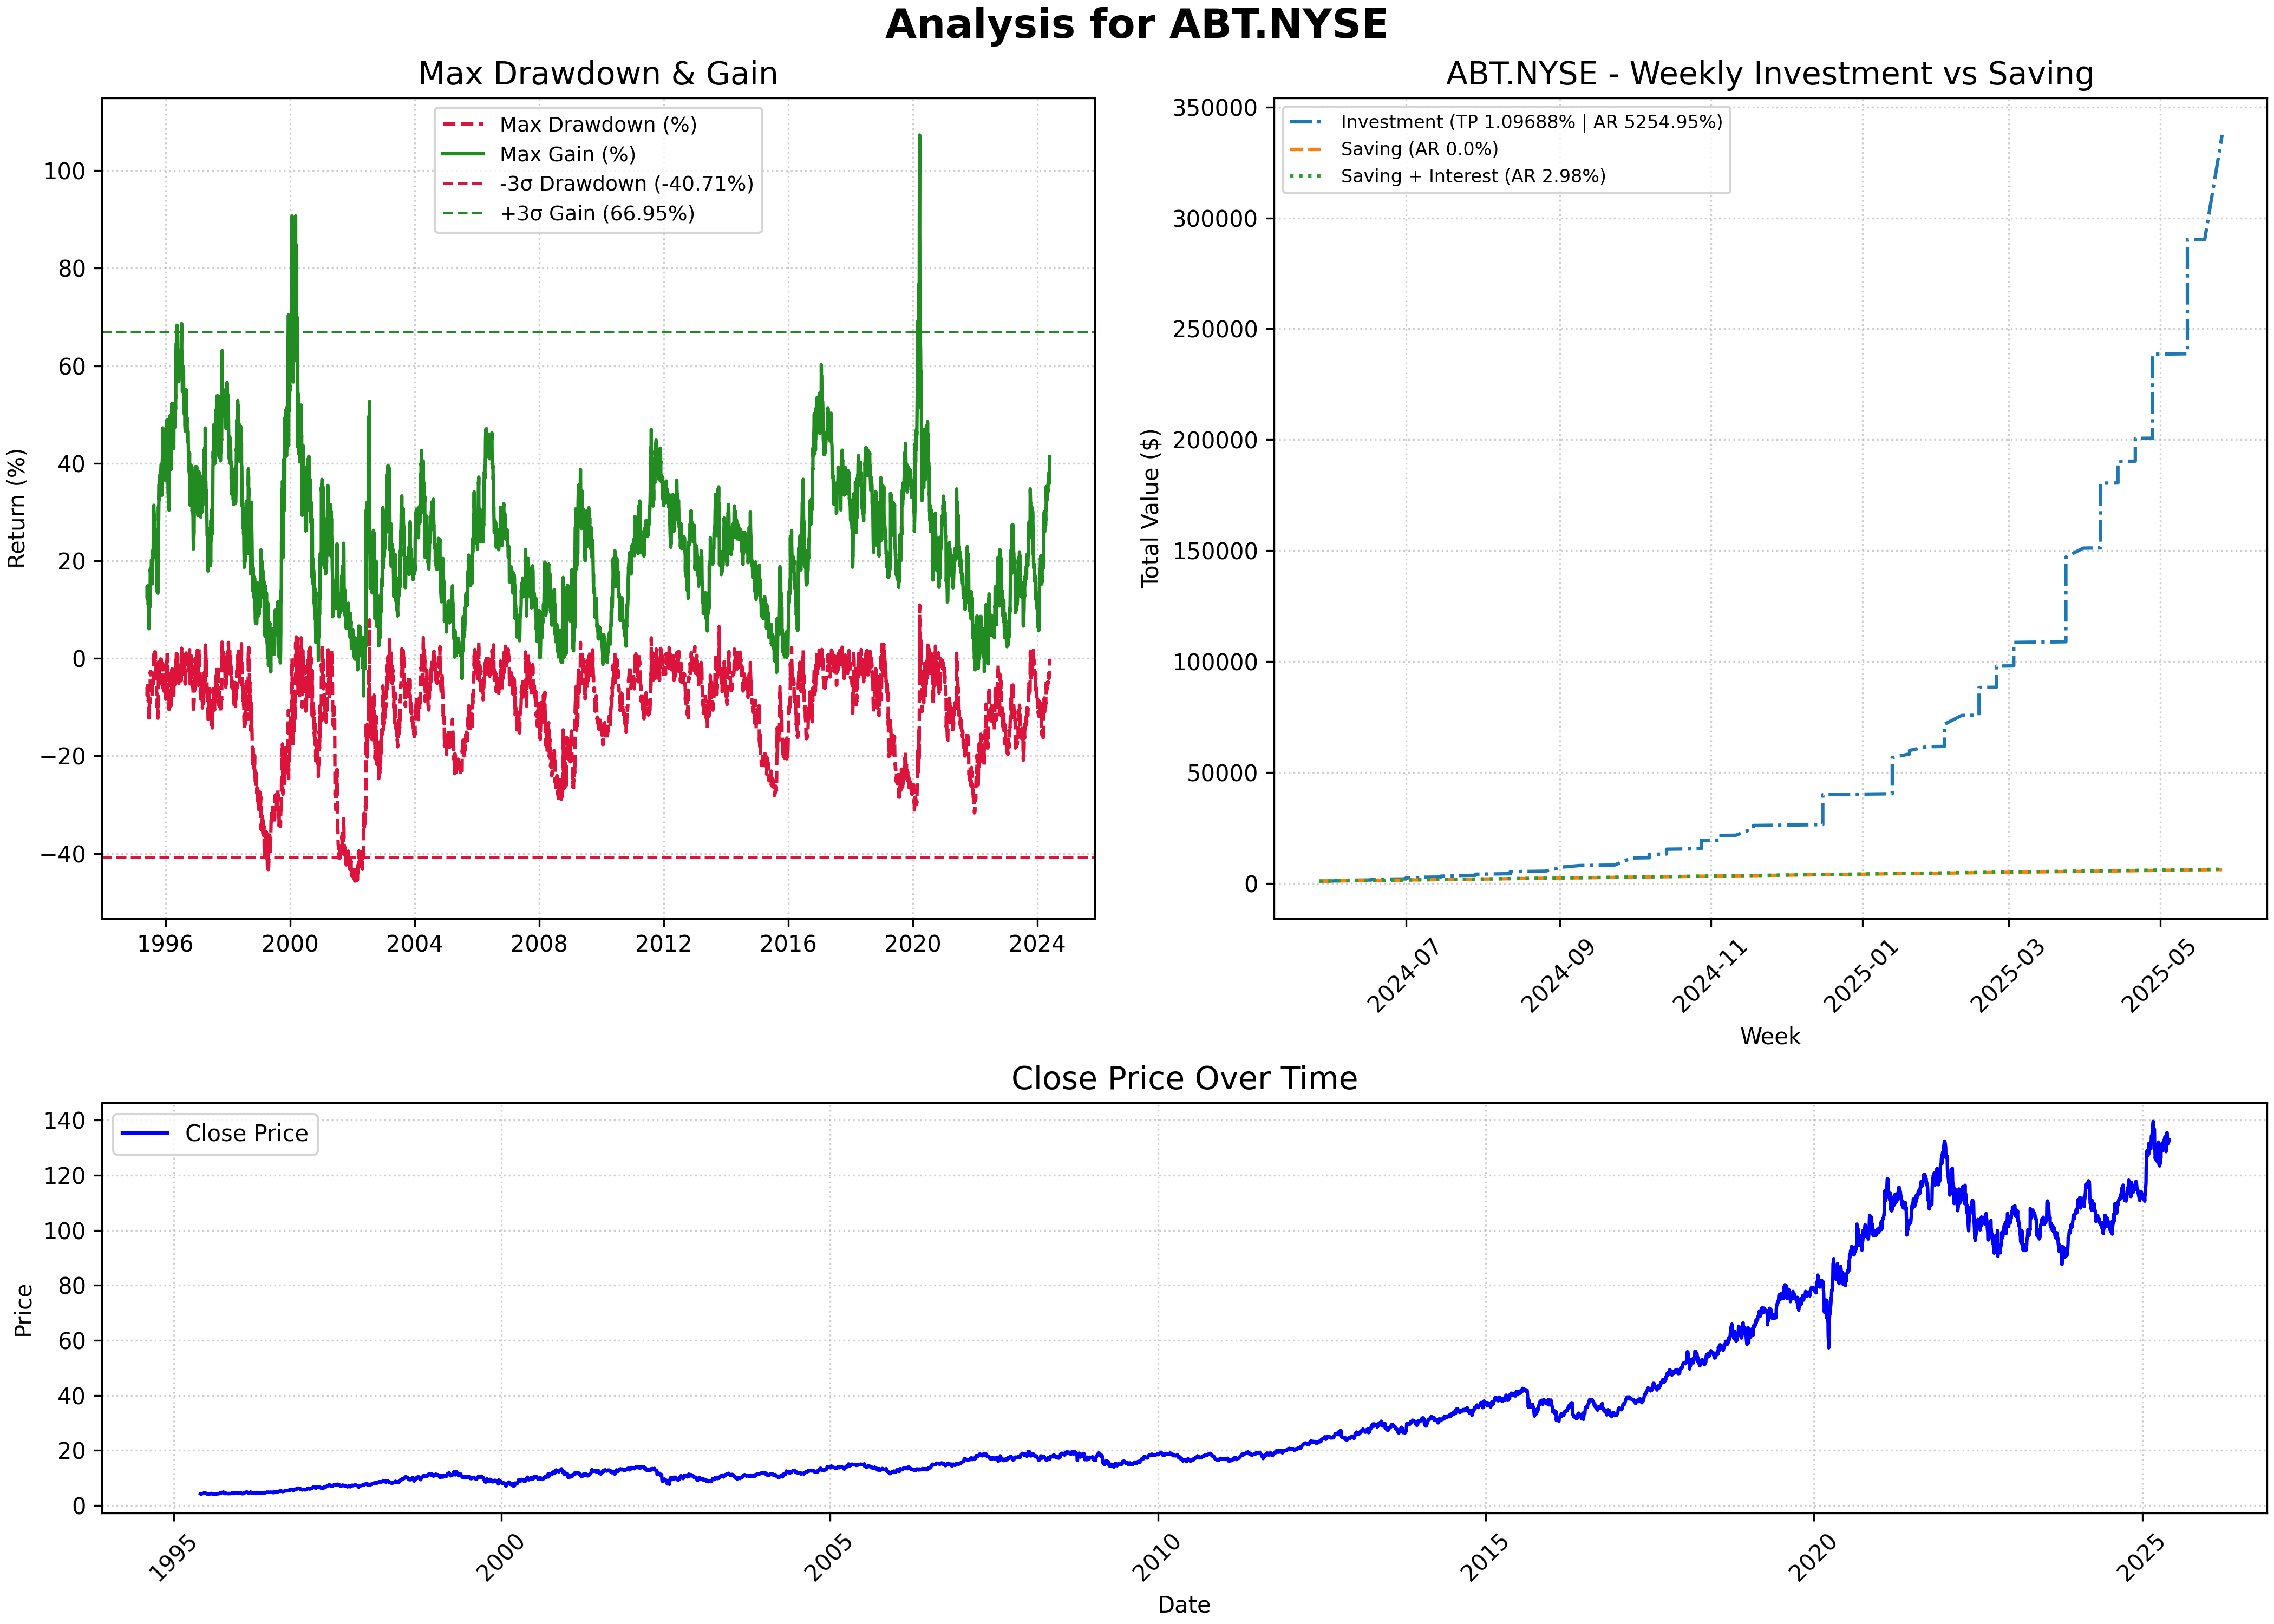 Analysis for ABT.NYSE
Max Drawdown & Gain
Max Drawdown (%)
Max Gain (%)
-3σ Drawdown (-40.71%)
+3σ Gain (66.95%)
Return (%)
100
80
60
40
20
0
−20
−40
1996 2000 2004 2008 2012 2016 2020 2024
ABT.NYSE - Weekly Investment vs Saving
Investment (TP 1.09688% | AR 5254.95%)
Saving (AR 0.0%)
Saving + Interest (AR 2.98%)
Total Value ($)
350000
300000
250000
200000
150000
100000
50000
0
2024-07 2024-09 2024-11 2025-01 2025-03 2025-05
Week
Close Price Over Time
Close Price
Price
140
120
100
80
60
40
20
0
1995 2000 2005 2010 2015 2020 2025
Date